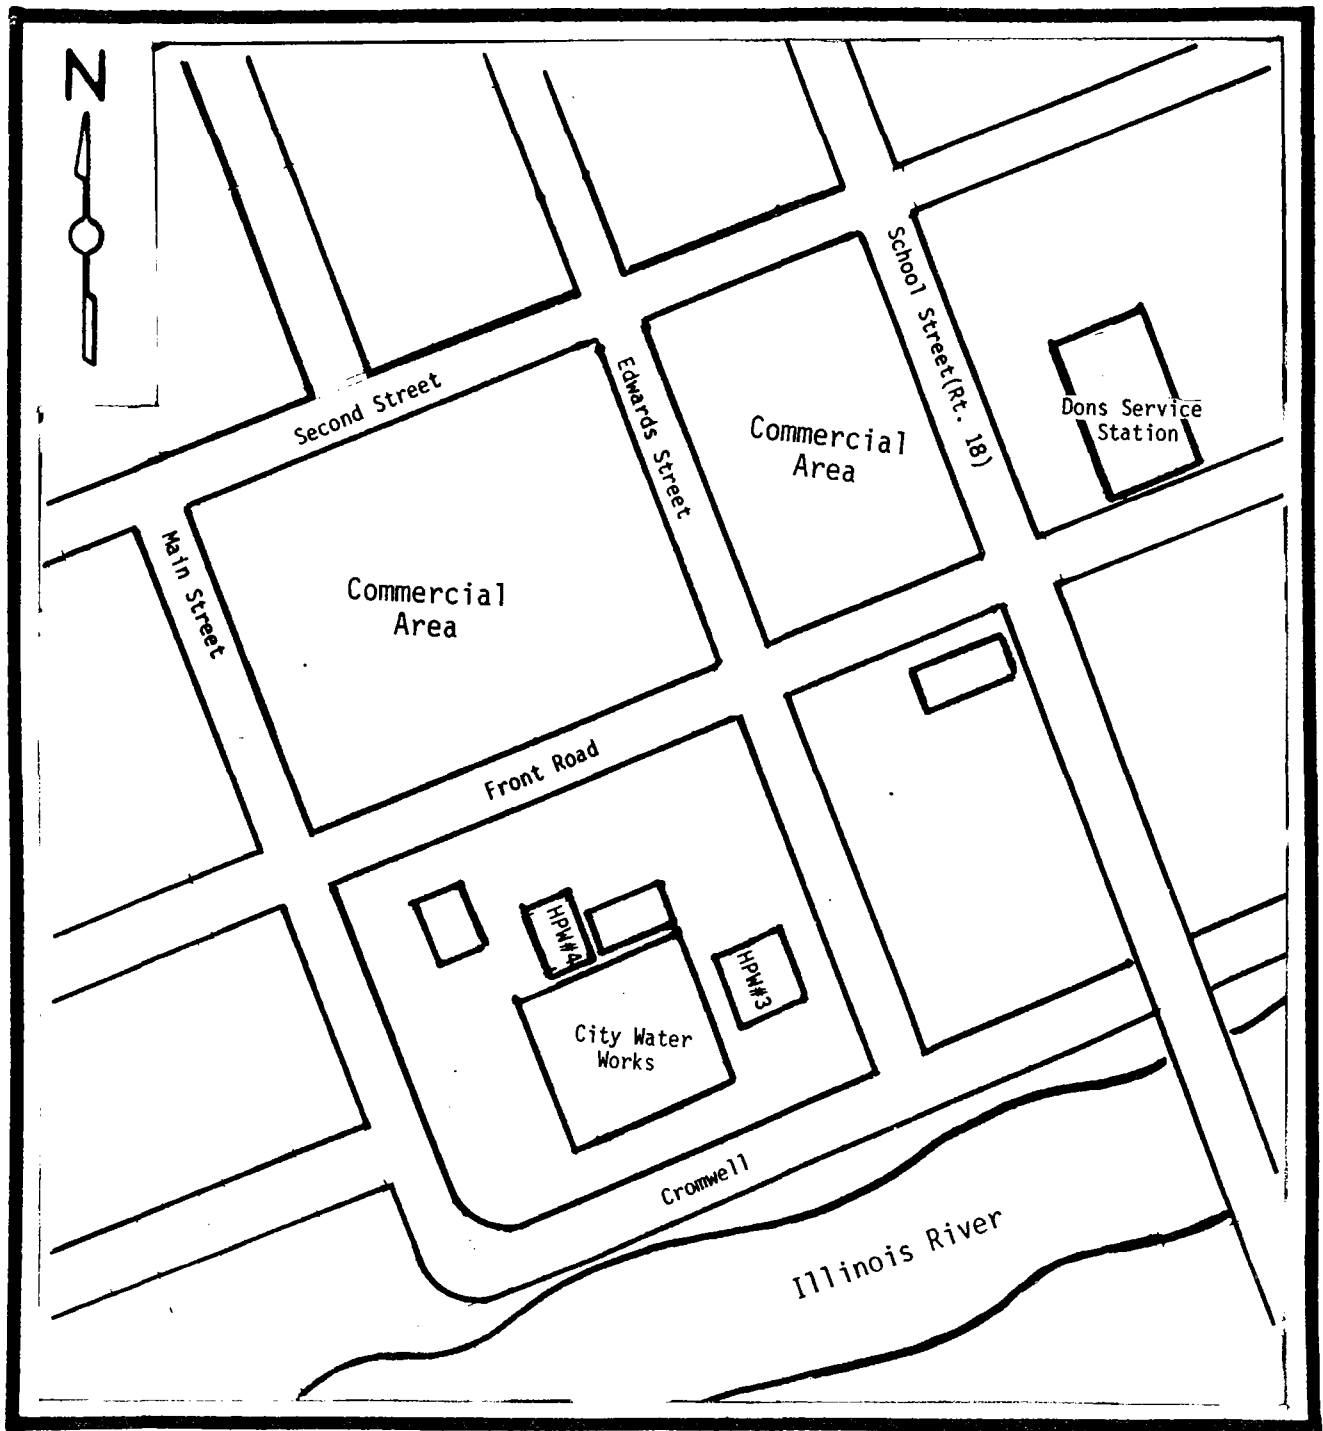 N
School Street(Rt. 18)
Second Street
Edwards Street
Dons Service
Station
Commercial
Area
Main Street
Commercial
Area
Front Road
HPW#4
HPW#3
City Water
Works
Cromwell
Illinois River